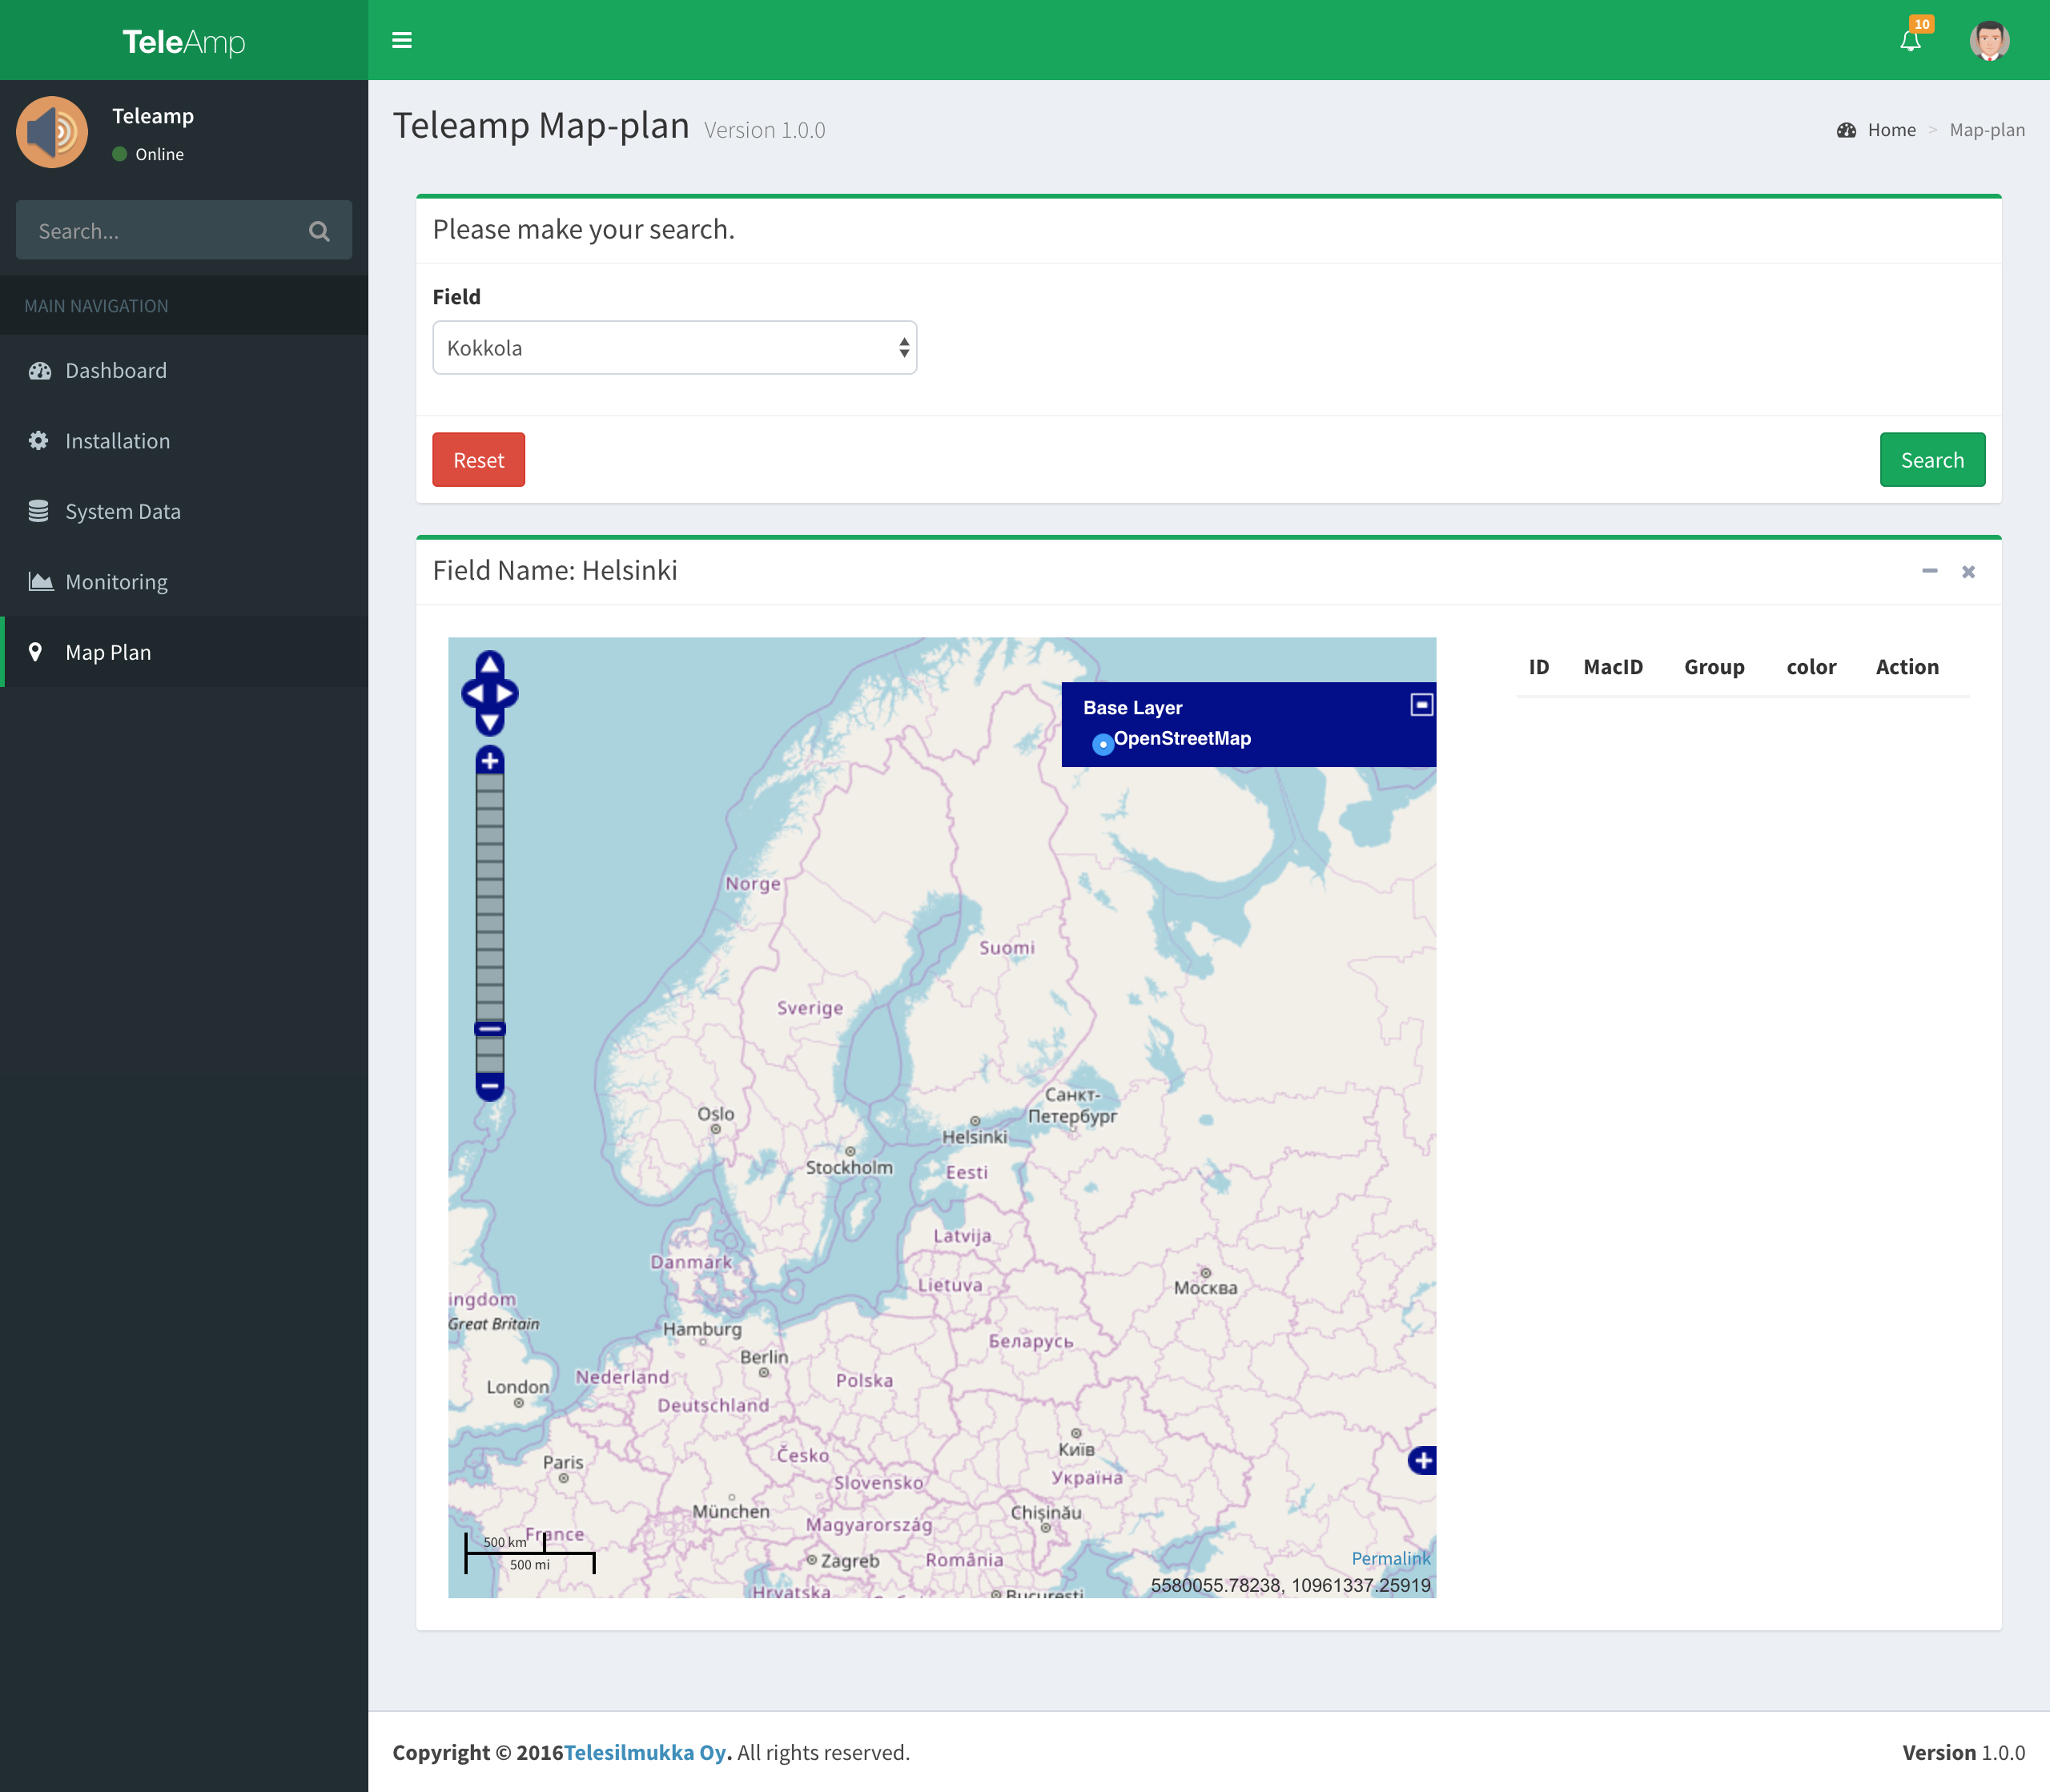 TeleAmp
10
Teleamp
Online
Search...
MAIN NAVIGATION
Dashboard
Installation
System Data
Monitoring
Map Plan
Teleamp Map-plan Version 1.0.0
Home > Map-plan
Please make your search.
Field
Kokkola
Reset
Search
Field Name: Helsinki
Base Layer
OpenStreetMap
Norge
Suomi
Sverige
Oslo
Санкт-
Петербург
Helsinki
Stockholm
Eesti
Latvija
Danmark
Lietuva
Москва
ingdom
Great Britain
Hamburg
Беларусь
Berlin
Nederland
Polska
London
Deutschland
Київ
Česko
Paris
Україна
Slovensko
München
Chișinău
Magyarország
France
500 km
500 mi
Zagreb
România
Permalink
Hrvatska
București
5580055.78238, 10961337.25919
ID MacID Group color Action
Copyright © 2016Telesilmukka Oy. All rights reserved.
Version 1.0.0